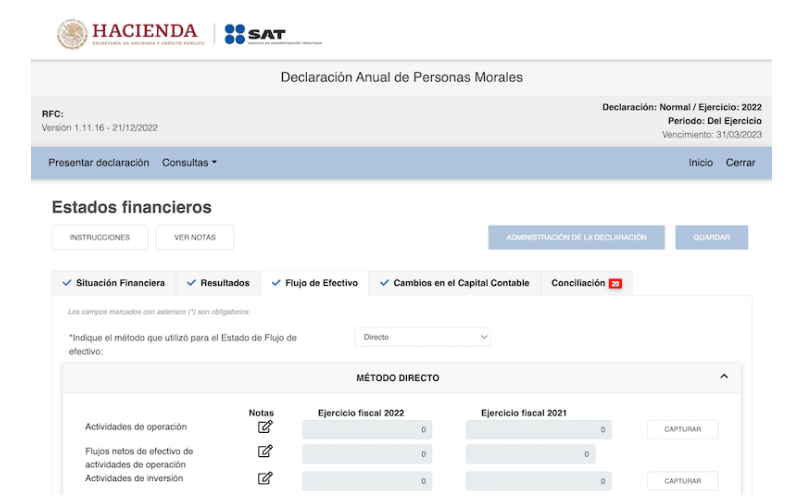 HACIENDA
SECRETARÍA DE HACIENDA Y CRÉDITO PÚBLICO
SAT
SERVICIO DE ADMINISTRACIÓN TRIBUTARIA
Declaración Anual de Personas Morales
RFC:
Versión 1.11.16 - 21/12/2022
Declaración: Normal / Ejercicio: 2022
Periodo: Del Ejercicio
Vencimiento: 31/03/2023
Presentar declaración Consultas Inicio Cerrar
Estados financieros
INSTRUCCIONES VER NOTAS ADMINISTRACIÓN DE LA DECLARACIÓN GUARDAR
Situación Financiera Resultados Flujo de Efectivo Cambios en el Capital Contable Conciliación 20
Los campos marcados con asterisco (*) son obligatorios
*Indique el método que utilizó para el Estado de Flujo de
efectivo:
Directo
MÉTODO DIRECTO
Notas Ejercicio fiscal 2022 Ejercicio fiscal 2021
Actividades de operación 0 0 CAPTURAR
Flujos netos de efectivo de
actividades de operación 0 0
Actividades de inversión 0 0 CAPTURAR